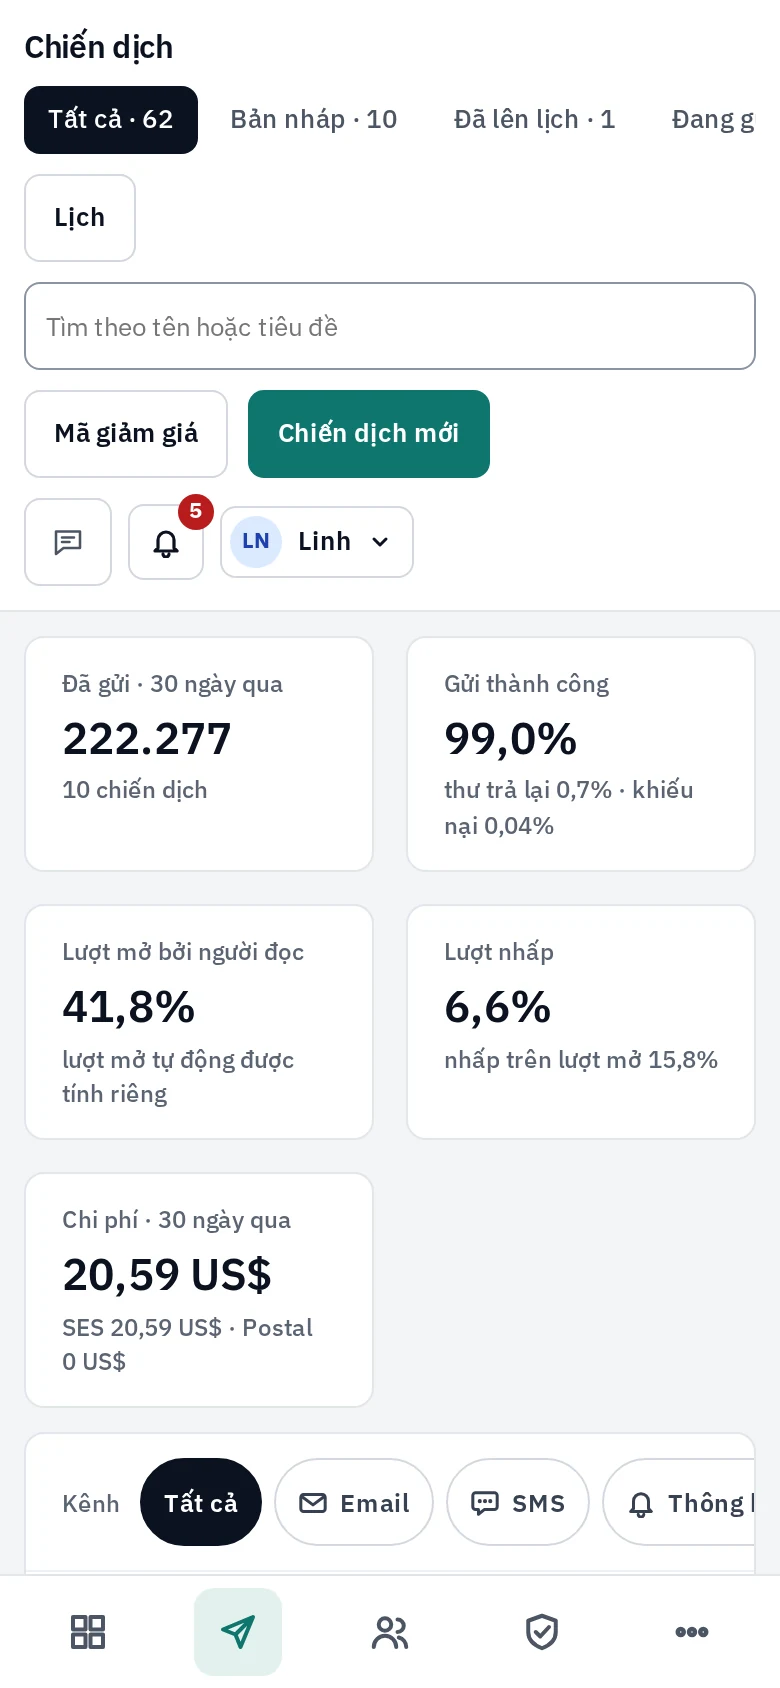 Chiến dịch
Tất cả · 62
Bản nháp · 10
Đã lên lịch · 1
Đang g
Lịch
Tìm theo tên hoặc tiêu đề
Mã giảm giá
Chiến dịch mới
5
LN
Linh
Đã gửi · 30 ngày qua
222.277
10 chiến dịch
Gửi thành công
99,0%
thư trả lại 0,7% · khiếu
nại 0,04%
Lượt mở bởi người đọc
41,8%
lượt mở tự động được
tính riêng
Lượt nhấp
6,6%
nhấp trên lượt mở 15,8%
Chi phí · 30 ngày qua
20,59 US$
SES 20,59 US$ · Postal
0 US$
Kênh
Tất cả
Email
SMS
Thông